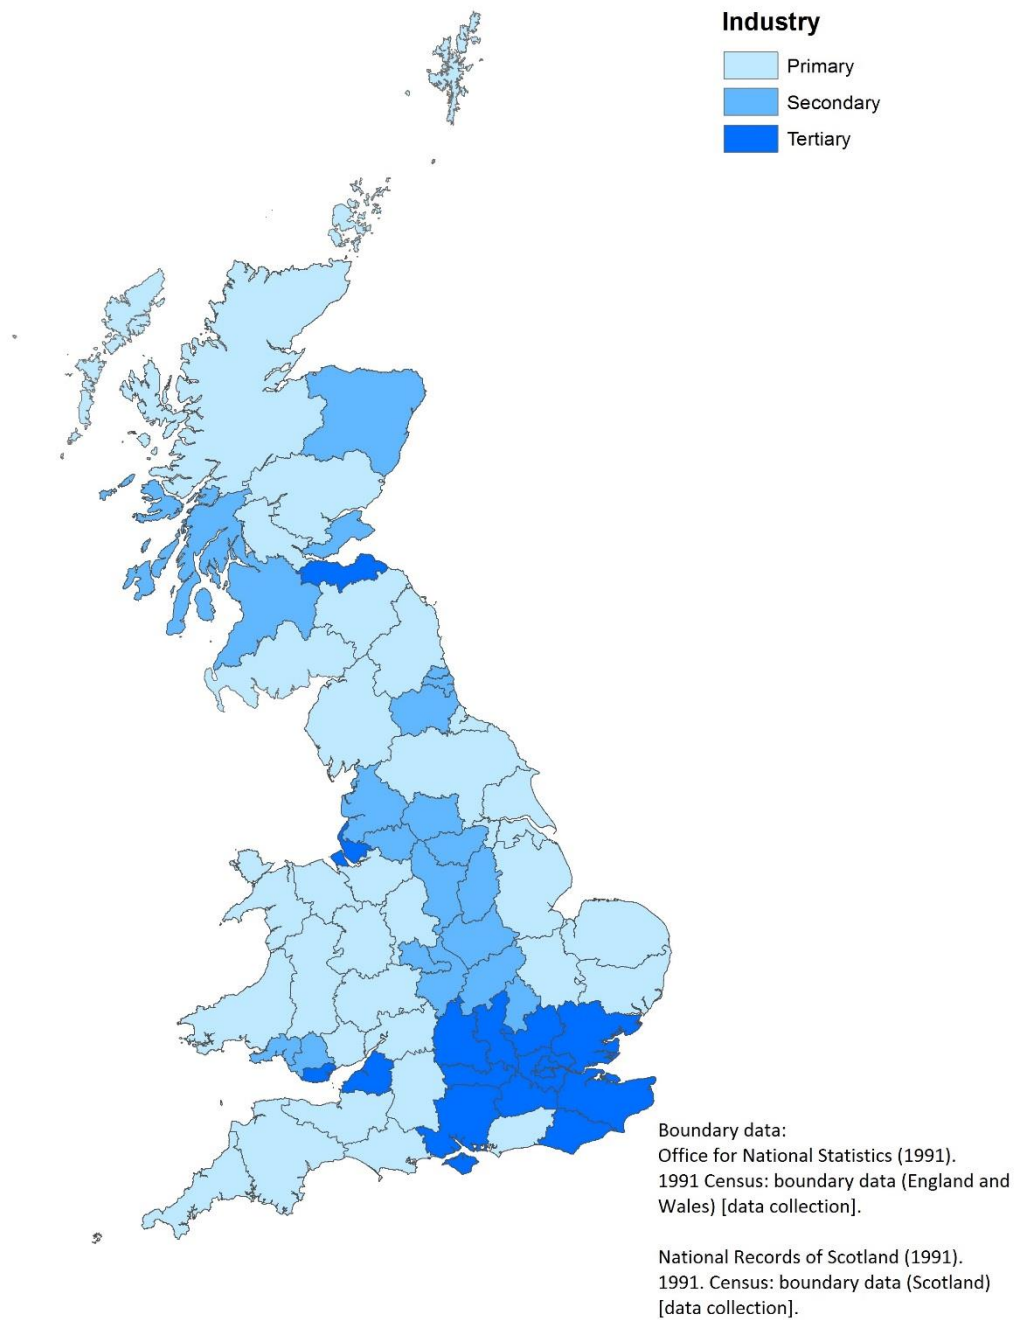 Industry
Primary
Secondary
Tertiary
Boundary data:
Office for National Statistics (1991).
1991 Census: boundary data (England and
Wales) [data collection].
National Records of Scotland (1991).
1991. Census: boundary data (Scotland)
[data collection].